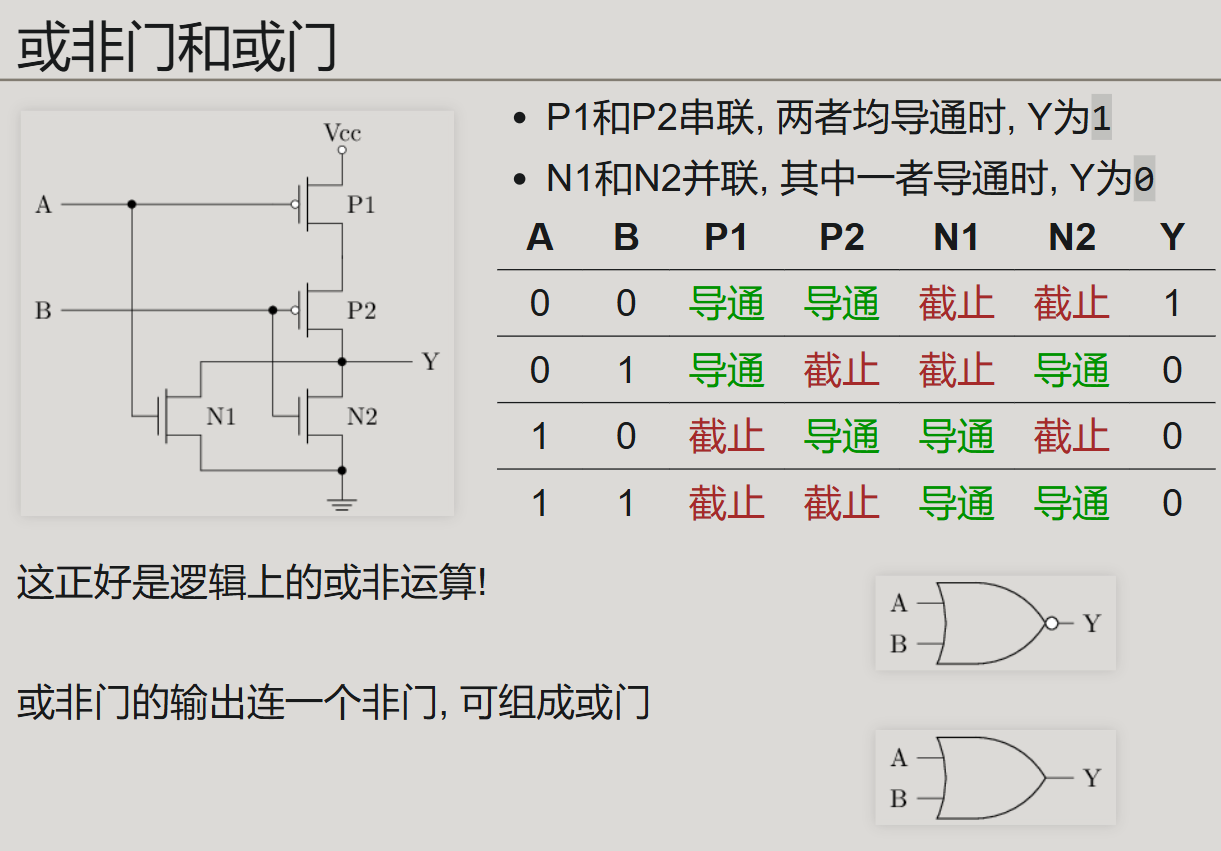 或非门和或门
Vcc
A
P1
B
P2
Y
N1
N2
• P1和P2串联, 两者均导通时, Y为1
• N1和N2并联, 其中一者导通时, Y为0
A B P1 P2 N1 N2 Y
0 0 导通 导通 截止 截止 1
0 1 导通 截止 截止 导通 0
1 0 截止 导通 导通 截止 0
1 1 截止 截止 导通 导通 0
这正好是逻辑上的或非运算!
A
B
Y
或非门的输出连一个非门, 可组成或门
A
B
Y